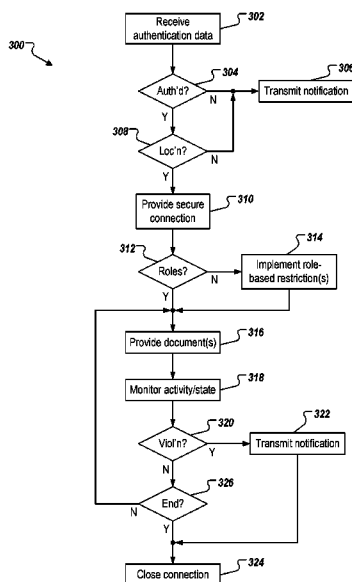 300
Receive
authentication data
302
Auth'd?
304
N
Transmit notification
306
Y
308
Loc'n?
N
Y
Provide secure
connection
310
312
Roles?
N
Implement role-
based restriction(s)
314
Y
Provide document(s)
316
Monitor activity/state
318
Viol'n?
320
Y
Transmit notification
322
N
End?
326
N
Y
Close connection
324